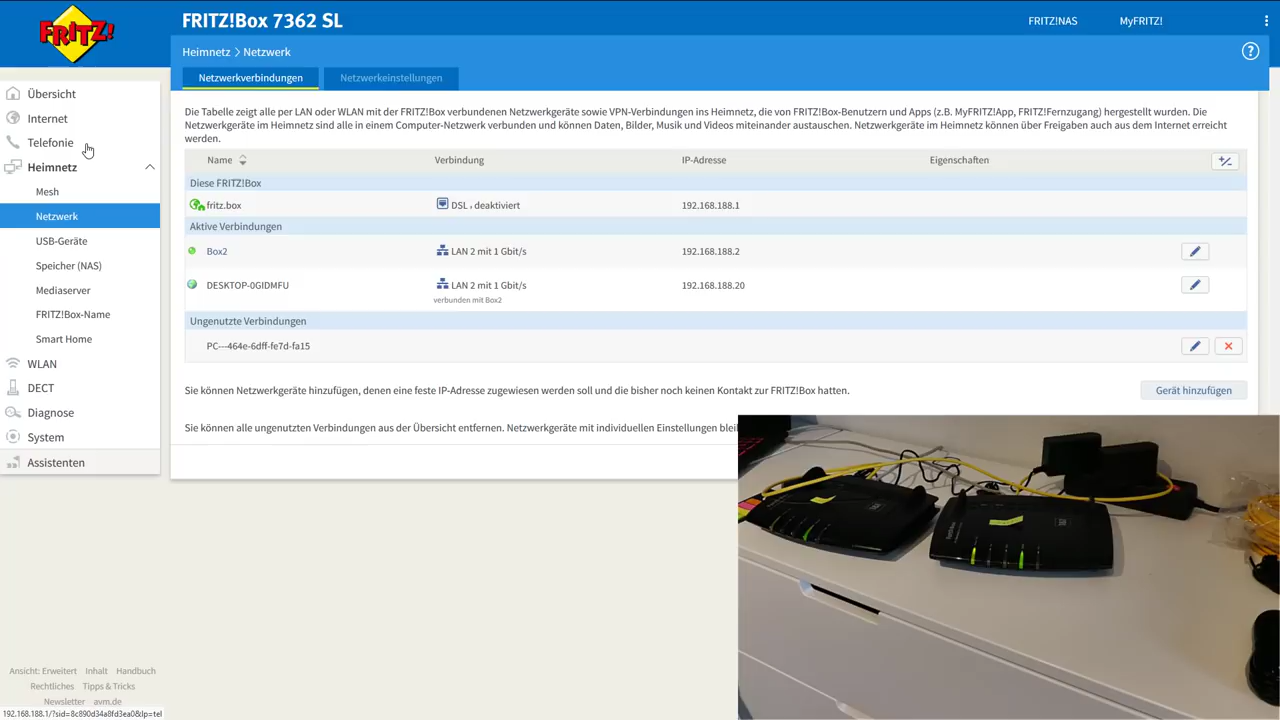 FRITZ!
FRITZ!Box 7362 SL
FRITZ!NAS
MyFRITZ!
Heimnetz > Netzwerk
Netzwerkverbindungen
Netzwerkeinstellungen
Übersicht
Internet
Telefonie
Heimnetz
Mesh
Netzwerk
USB-Geräte
Speicher (NAS)
Mediaserver
FRITZ!Box-Name
Smart Home
WLAN
DECT
Diagnose
System
Assistenten
Die Tabelle zeigt alle per LAN oder WLAN mit der FRITZ!Box verbundenen Netzwerkgeräte sowie VPN-Verbindungen ins Heimnetz, die von FRITZ!Box-Benutzern und Apps (z.B. MyFRITZ!App, FRITZ!Fernzugang) hergestellt wurden. Die
Netzwerkgeräte im Heimnetz sind alle in einem Computer-Netzwerk verbunden und können Daten, Bilder, Musik und Videos miteinander austauschen. Netzwerkgeräte im Heimnetz können über Freigaben auch aus dem Internet erreicht
werden.
Name Verbindung IP-Adresse Eigenschaften
Diese FRITZ!Box
fritz.box DSL , deaktiviert 192.168.188.1
Aktive Verbindungen
Box2 LAN 2 mit 1 Gbit/s 192.168.188.2
DESKTOP-0GIDMFU LAN 2 mit 1 Gbit/s 192.168.188.20
verbunden mit Box2
Ungenutzte Verbindungen
PC---464e-6dff-fe7d-fa15
Sie können Netzwerkgeräte hinzufügen, denen eine feste IP-Adresse zugewiesen werden soll und die bisher noch keinen Kontakt zur FRITZ!Box hatten.
Gerät hinzufügen
Sie können alle ungenutzten Verbindungen aus der Übersicht entfernen. Netzwerkgeräte mit individuellen Einstellungen bleib
Ansicht: Erweitert Inhalt Handbuch
Rechtliches Tipps & Tricks
Newsletter avm.de
192.168.188.1/?sid=8c890d34a8fd3ea0&lp=tel